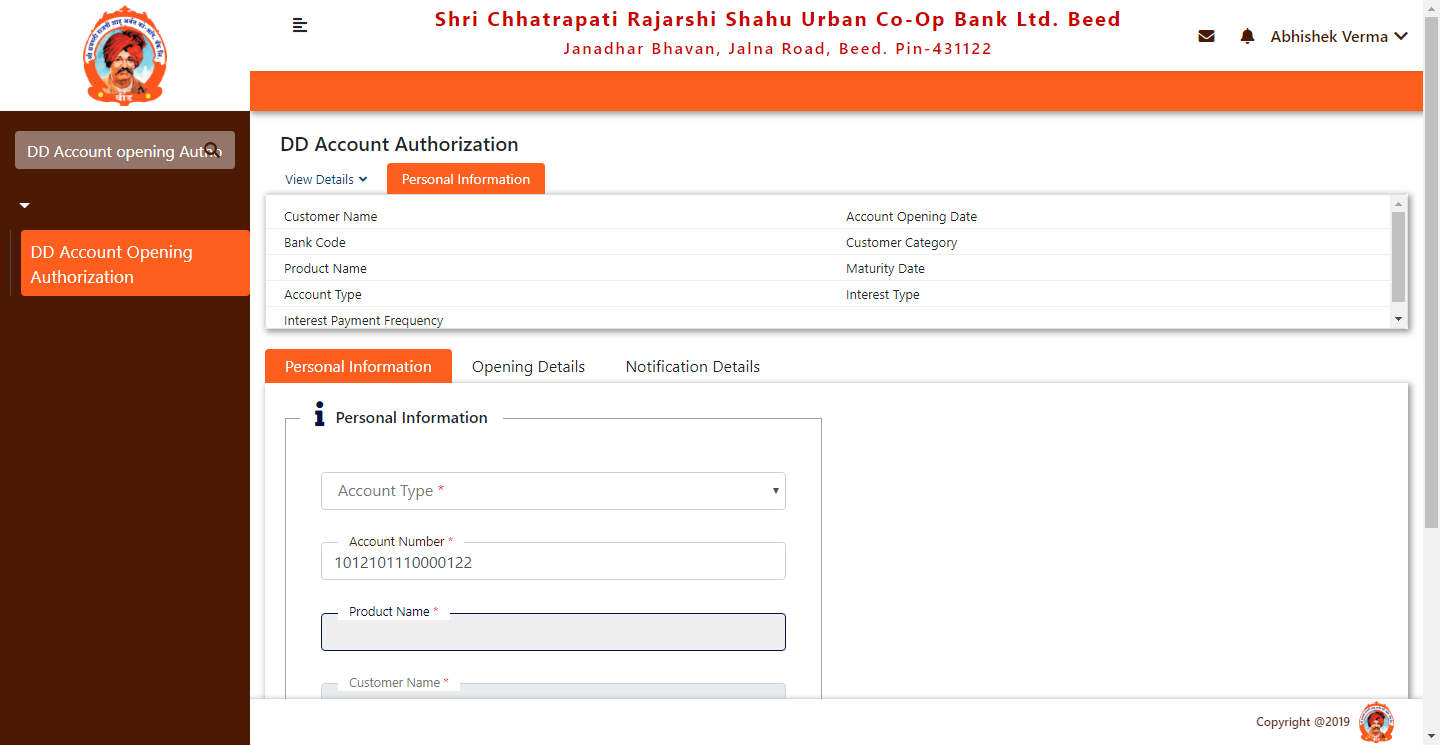 Shri Chhatrapati Rajarshi Shahu Urban Co-Op Bank Ltd. Beed
Janadhar Bhavan, Jalna Road, Beed. Pin-431122
Abhishek Verma
DD Account opening Autho
DD Account Opening
Authorization
DD Account Authorization
View Details
Personal Information
Customer Name
Account Opening Date
Bank Code
Customer Category
Product Name
Maturity Date
Account Type
Interest Type
Interest Payment Frequency
Personal Information
Opening Details
Notification Details
Personal Information
Account Type *
Account Number *
1012101110000122
Product Name *
Customer Name *
Copyright @2019